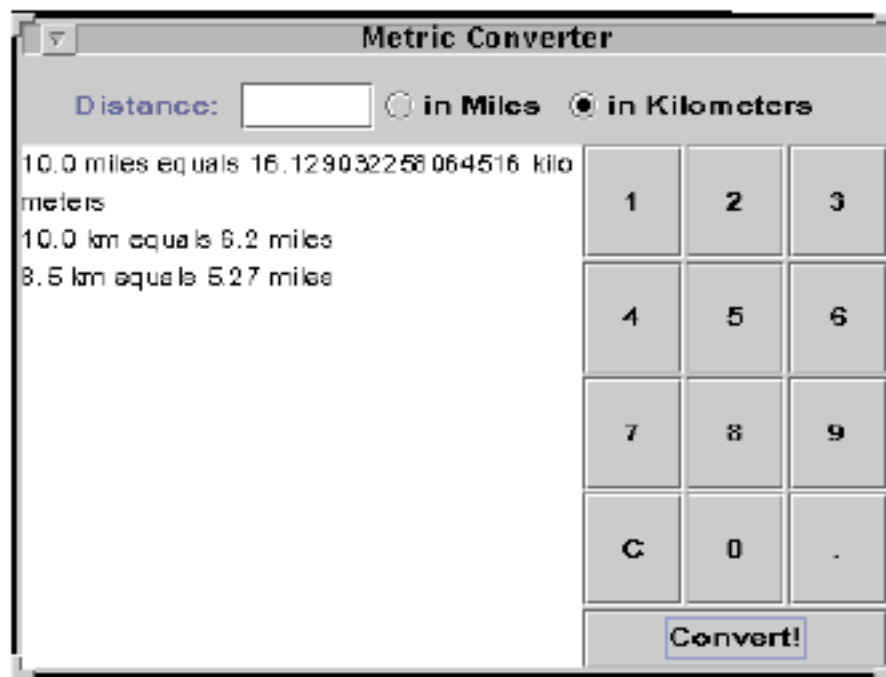 Metric Converter
Distance: in Miles in Kilometers
10.0 miles equals 16.129032258064516 kilo
meters
10.0 km equals 6.2 miles
8.5 km equals 5.27 miles
1 2 3
4 5 6
7 8 9
C 0 .
Convert!